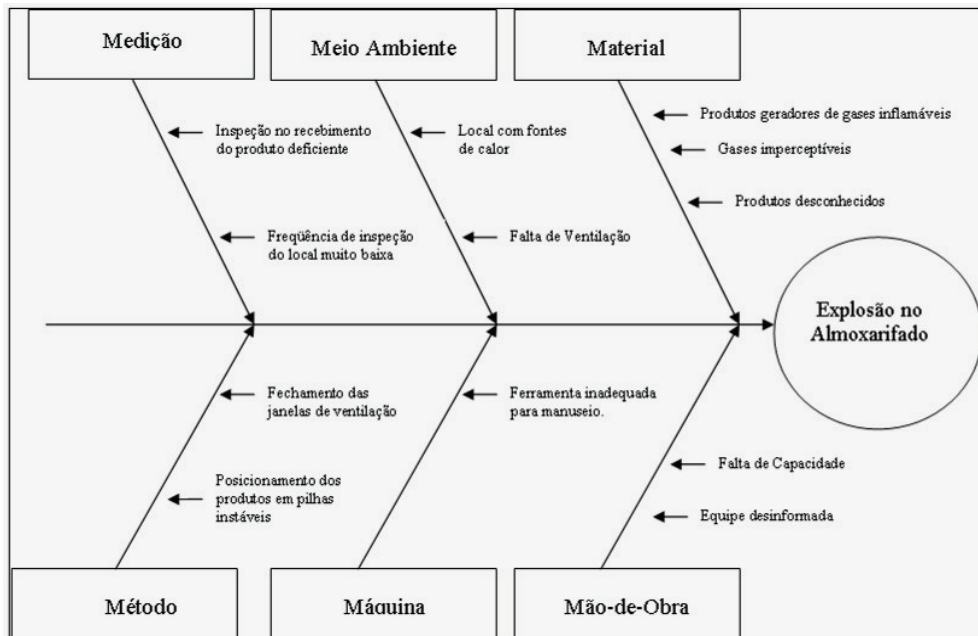 Medição
Meio Ambiente
Material
Inspeção no recebimento
do produto deficiente
Local com fontes
de calor
Produtos geradores de gases inflamáveis
Gases imperceptíveis
Produtos desconhecidos
Freqüência de inspeção
do local muito baixa
Falta de Ventilação
Explosão no
Almoxarifado
Fechamento das
janelas de ventilação
Ferramenta inadequada
para manuseio.
Posicionamento dos
produtos em pilhas
instáveis
Falta de Capacidade
Equipe desinformada
Método
Máquina
Mão-de-Obra